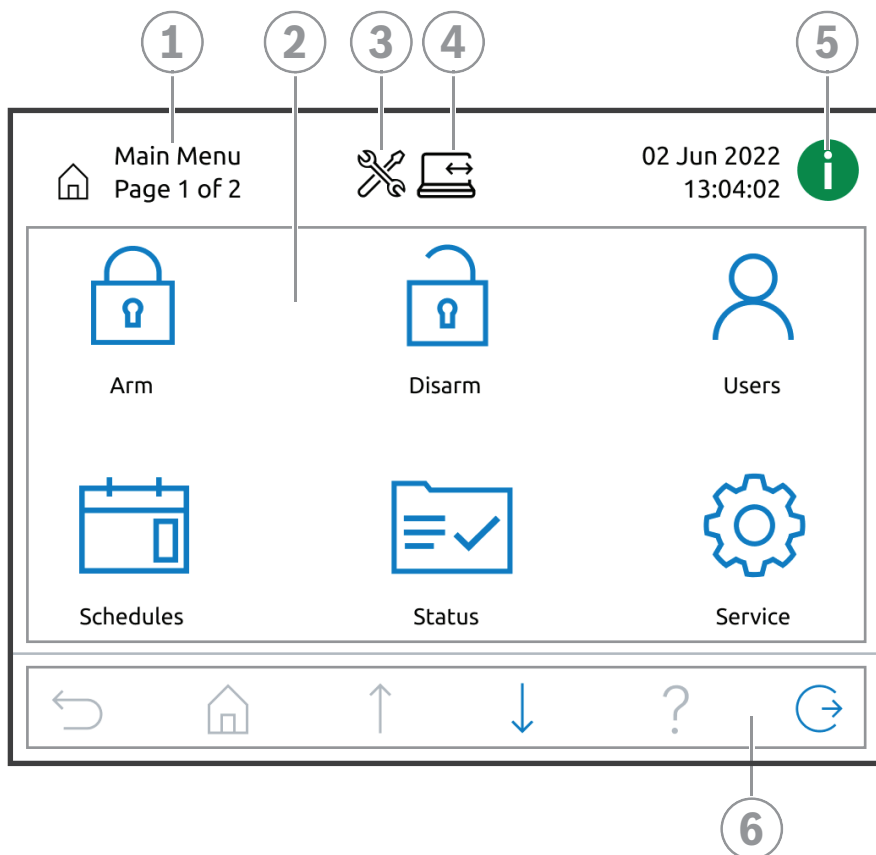 1 2 3 4 5
Main Menu
Page 1 of 2
02 Jun 2022
13:04:02
i
Arm Disarm Users
Schedules Status Service
?
6